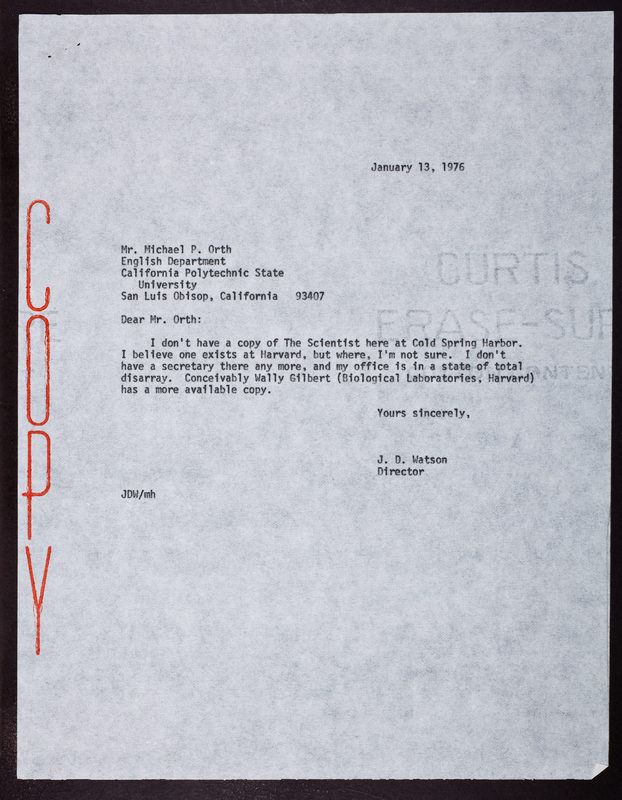 January 13, 1976
COPY
Mr. Michael P. Orth
English Department
California Polytechnic State
University
San Luis Obisop, California 93407
CURTIS
Dear Mr. Orth:
ERASE-SUR
I don't have a copy of The Scientist here at Cold Spring Harbor.
I believe one exists at Harvard, but where, I'm not sure. I don't
have a secretary there any more, and my office is in a state of total
disarray. Conceivably Wally Gilbert (Biological Laboratories, Harvard)
has a more available copy.
Yours sincerely,
J. D. Watson
Director
JDW/mh